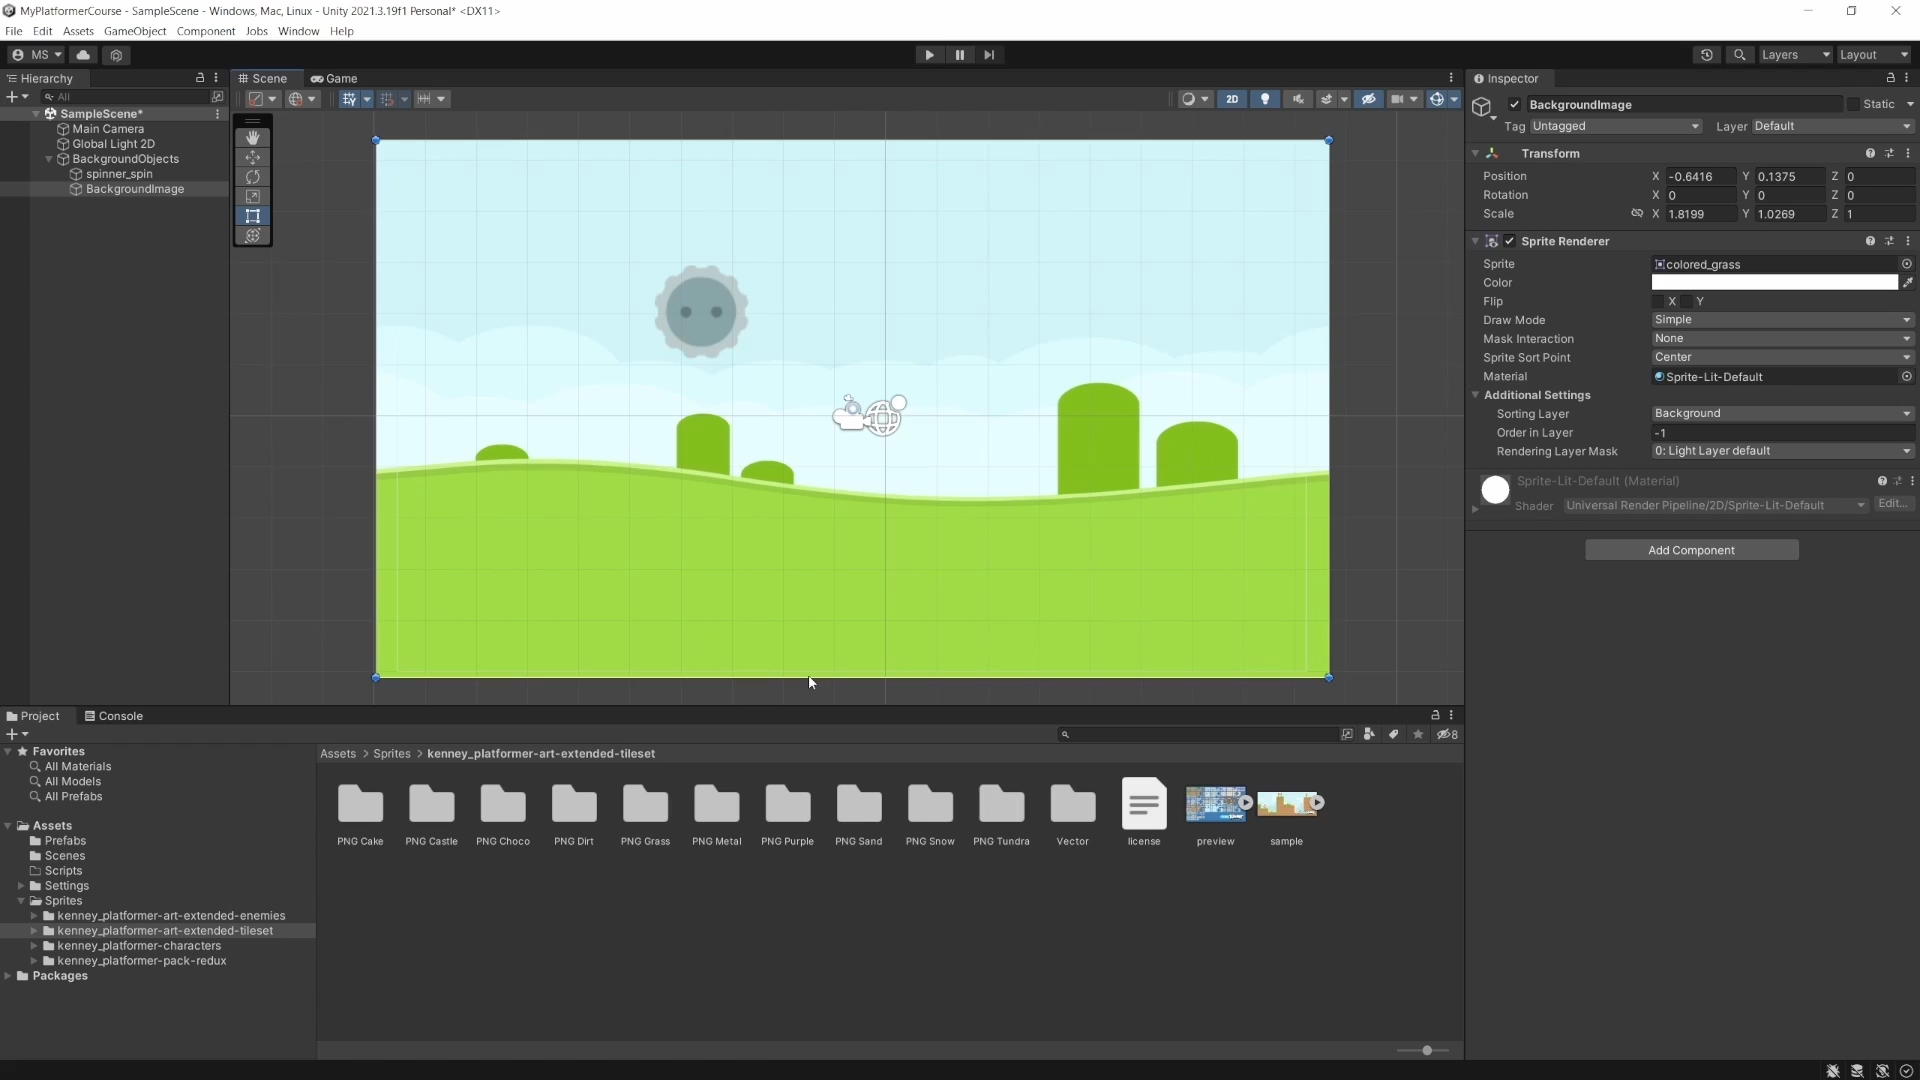 MyPlatformerCourse - SampleScene - Windows, Mac, Linux - Unity 2021.3.19f1 Personal* <DX11>
File Edit Assets GameObject Component Jobs Window Help
MS Layers Layout
Hierarchy
All
SampleScene*
Main Camera
Global Light 2D
BackgroundObjects
spinner_spin
BackgroundImage
Scene Game
2D
Inspector
BackgroundImage Static
Tag Untagged Layer Default
Transform
Position X -0.6416 Y 0.1375 Z 0
Rotation X 0 Y 0 Z 0
Scale X 1.8199 Y 1.0269 Z 1
Sprite Renderer
Sprite colored_grass
Color
Flip X Y
Draw Mode Simple
Mask Interaction None
Sprite Sort Point Center
Material Sprite-Lit-Default
Additional Settings
Sorting Layer Background
Order in Layer -1
Rendering Layer Mask 0: Light Layer default
Sprite-Lit-Default (Material)
Shader Universal Render Pipeline/2D/Sprite-Lit-Default Edit...
Add Component
Project Console
8
Favorites
All Materials
All Models
All Prefabs
Assets
Prefabs
Scenes
Scripts
Settings
Sprites
kenney_platformer-art-extended-enemies
kenney_platformer-art-extended-tileset
kenney_platformer-characters
kenney_platformer-pack-redux
Packages
Assets > Sprites > kenney_platformer-art-extended-tileset
PNG Cake PNG Castle PNG Choco PNG Dirt PNG Grass PNG Metal PNG Purple PNG Sand PNG Snow PNG Tundra Vector license preview sample